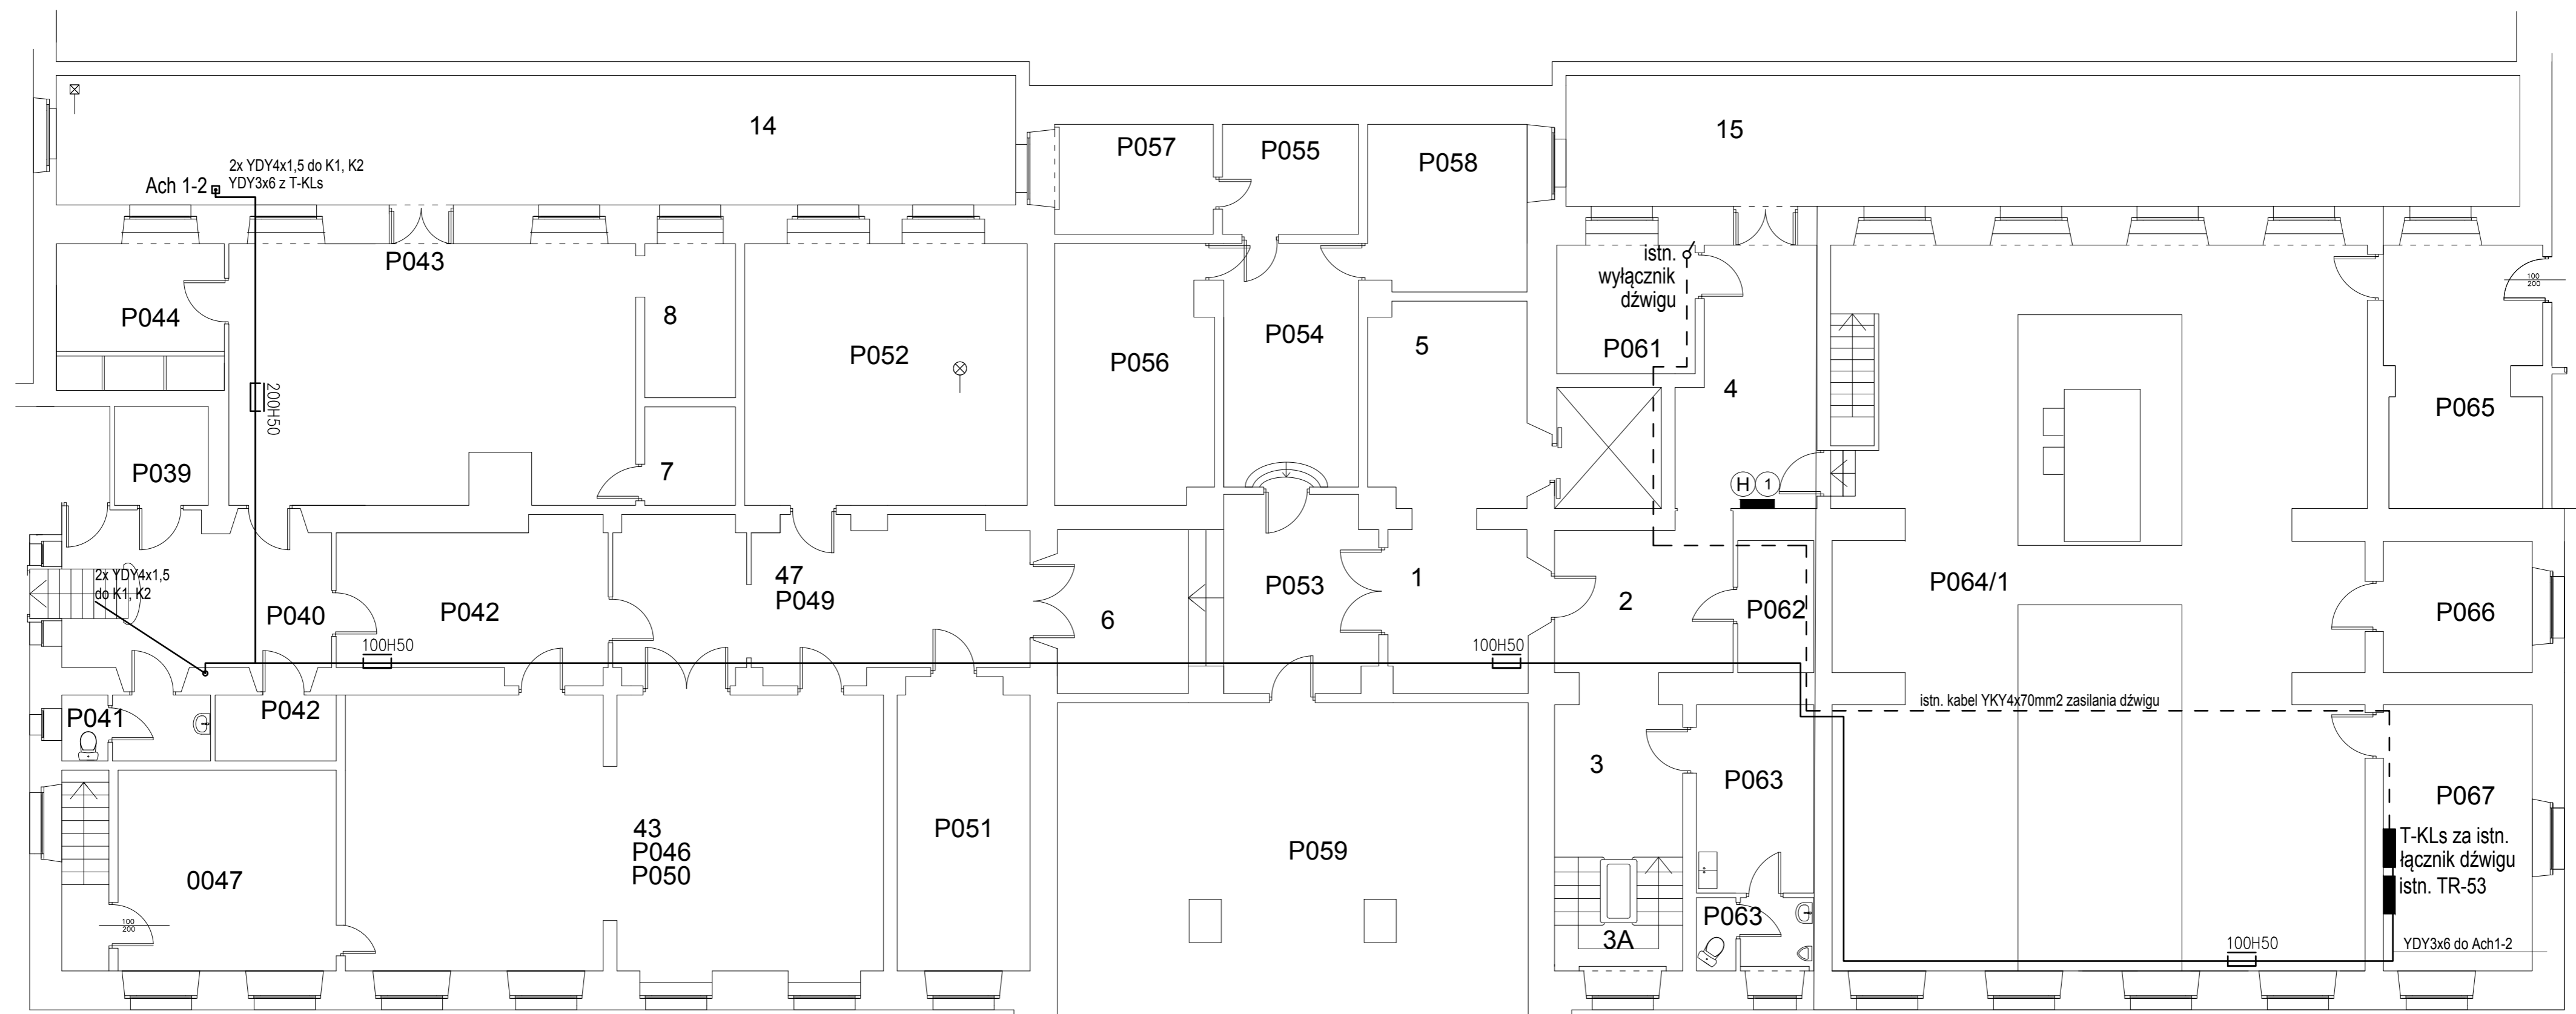 14
15
P057
P055
P058
2x YDY4x1,5 do K1, K2
YDY3x6 z T-KLs
Ach 1-2
P043
P044
8
P052
P056
P054
5
istn.
wyłącznik
dźwigu
P061
4
100
200
P065
200H50
P039
7
H
1
2x YDY4x1,5
do K1, K2
P040
P042
47
P049
6
P053
1
2
P062
P064/1
P066
100H50
100H50
P041
P042
istn. kabel YKY4x70mm2 zasilania dźwigu
3
P063
P067
43
P046
P050
P051
P059
0047
100
200
T-KLs za istn.
łącznik dźwigu
istn. TR-53
P063
3A
100H50
YDY3x6 do Ach1-2